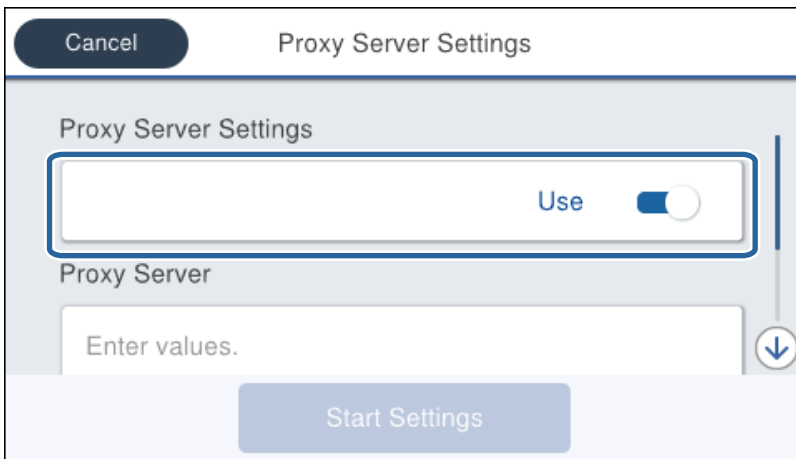 Cancel
Proxy Server Settings
Proxy Server Settings
Use
Proxy Server
Enter values.
Start Settings